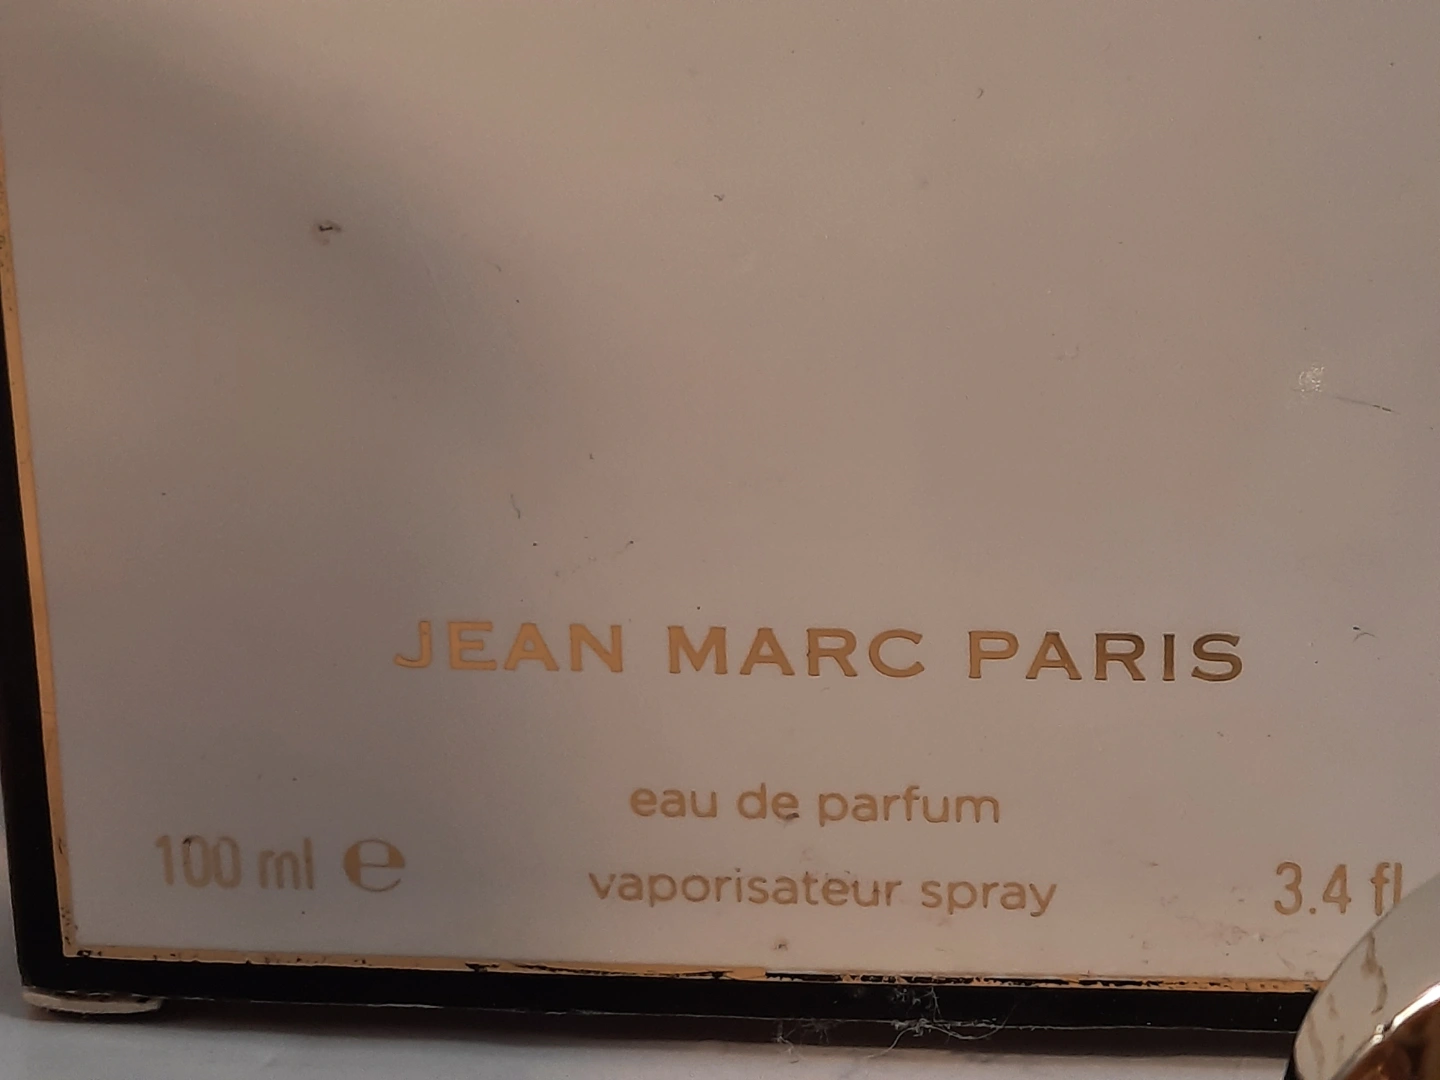 JEAN MARC PARIS
eau de parfum
100 ml e
vaporisateur spray
3.4 fl